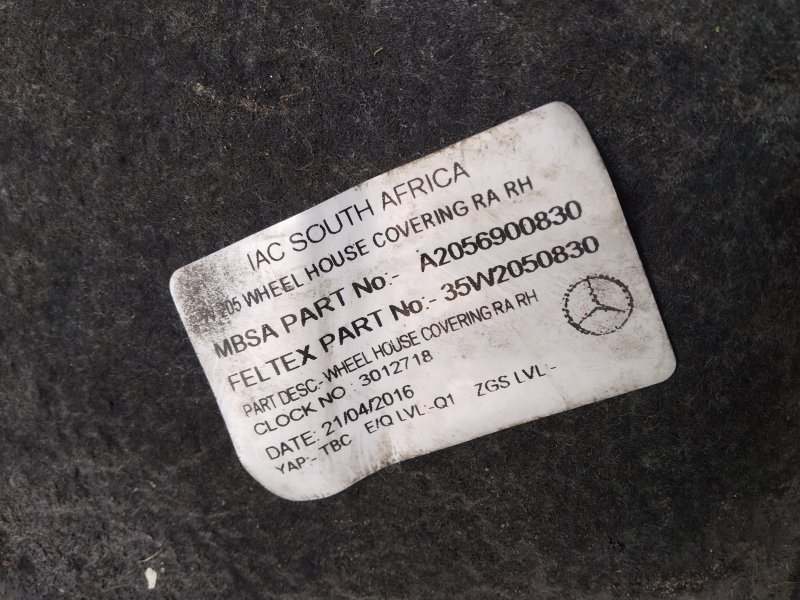 IAC SOUTH AFRICA
205 WHEEL HOUSE COVERING RA RH
MBSA PART No:- A2056900830
FELTEX PART No:-35W2050830
PART DESC:-WHEEL HOUSE COVERING RA RH
CLOCK NO : 3012718
DATE: 21/04/2016
YAP:- TBC E/Q LVL:-Q1 ZGS LVL:-